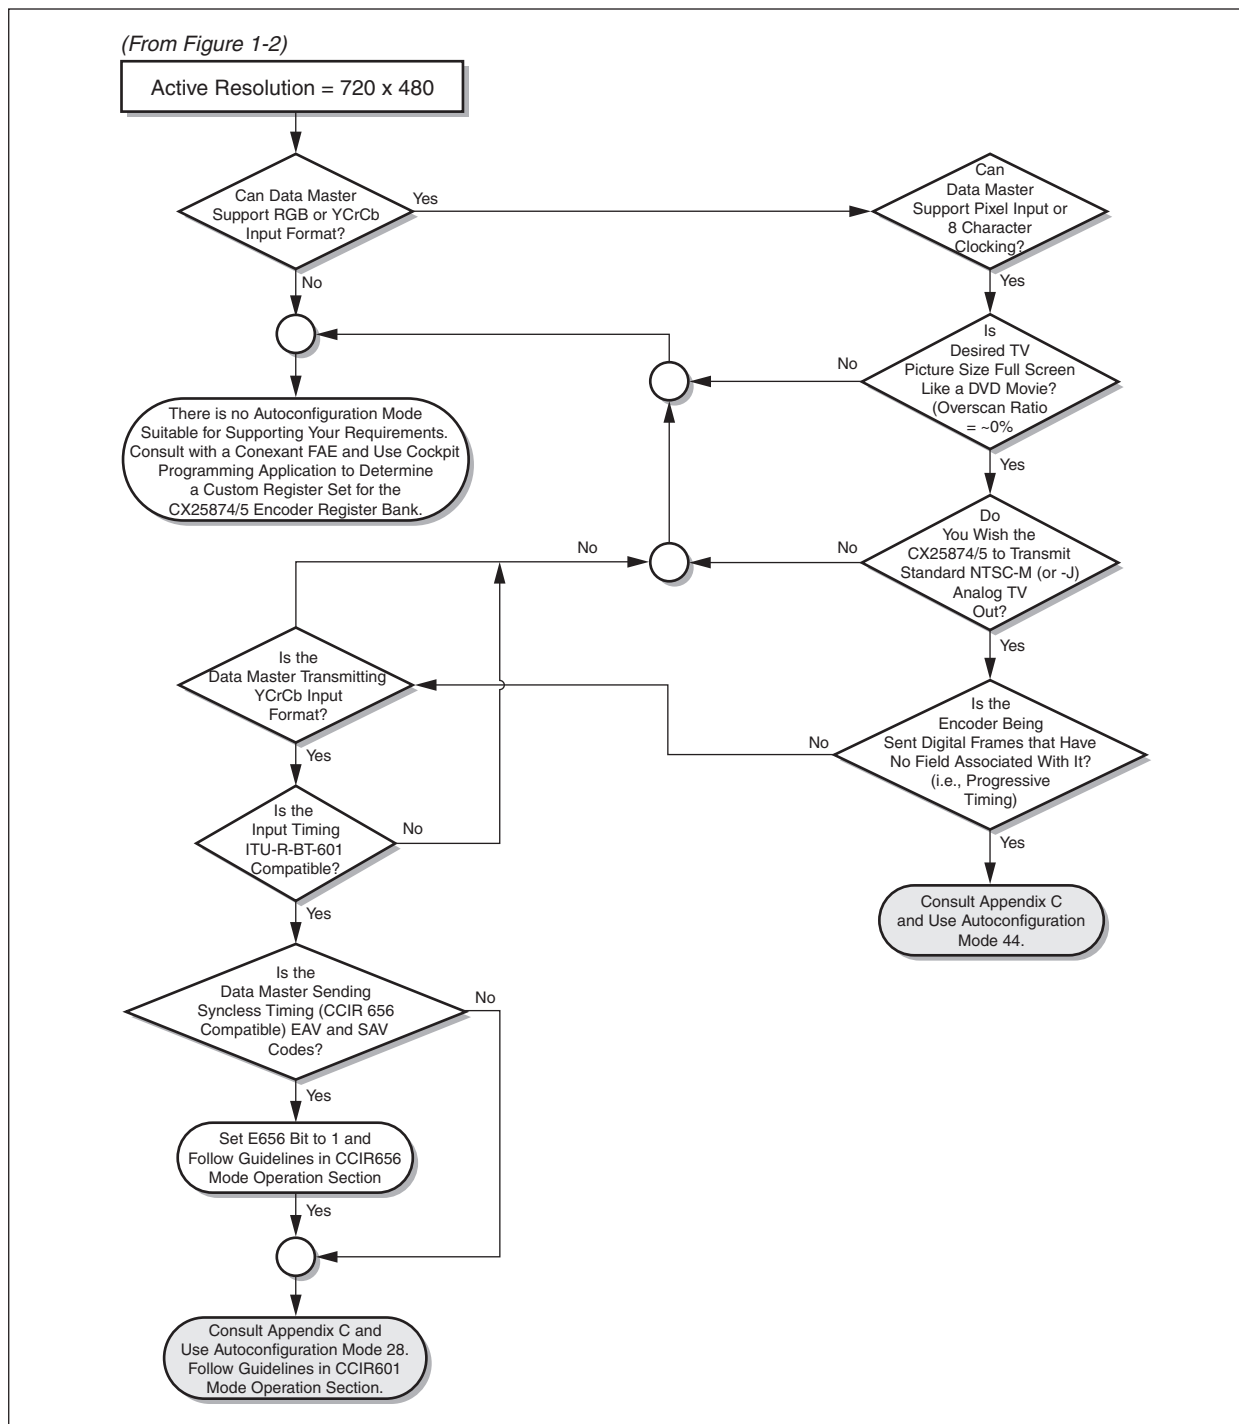 (From Figure 1-2)
Active Resolution = 720 x 480
Can Data Master
Support RGB or YCrCb
Input Format?
Yes
No
Can
Data Master
Support Pixel Input or
8 Character
Clocking?
Yes
Is
Desired TV
Picture Size Full Screen
Like a DVD Movie?
(Overscan Ratio
= ~0%
No
Yes
There is no Autoconfiguration Mode
Suitable for Supporting Your Requirements.
Consult with a Conexant FAE and Use Cockpit
Programming Application to Determine
a Custom Register Set for the
CX25874/5 Encoder Register Bank.
Do
You Wish the
CX25874/5 to Transmit
Standard NTSC-M (or -J)
Analog TV
Out?
No
Yes
No
Is the
Encoder Being
Sent Digital Frames that Have
No Field Associated With It?
(i.e., Progressive
Timing)
No
Yes
Consult Appendix C
and Use Autoconfiguration
Mode 44.
Is the
Data Master Transmitting
YCrCb Input
Format?
Yes
Is the
Input Timing
ITU-R-BT-601
Compatible?
No
Yes
Is the
Data Master Sending
Syncless Timing (CCIR 656
Compatible) EAV and SAV
Codes?
No
Yes
Set E656 Bit to 1 and
Follow Guidelines in CCIR656
Mode Operation Section
Yes
Consult Appendix C and
Use Autoconfiguration Mode 28.
Follow Guidelines in CCIR601
Mode Operation Section.